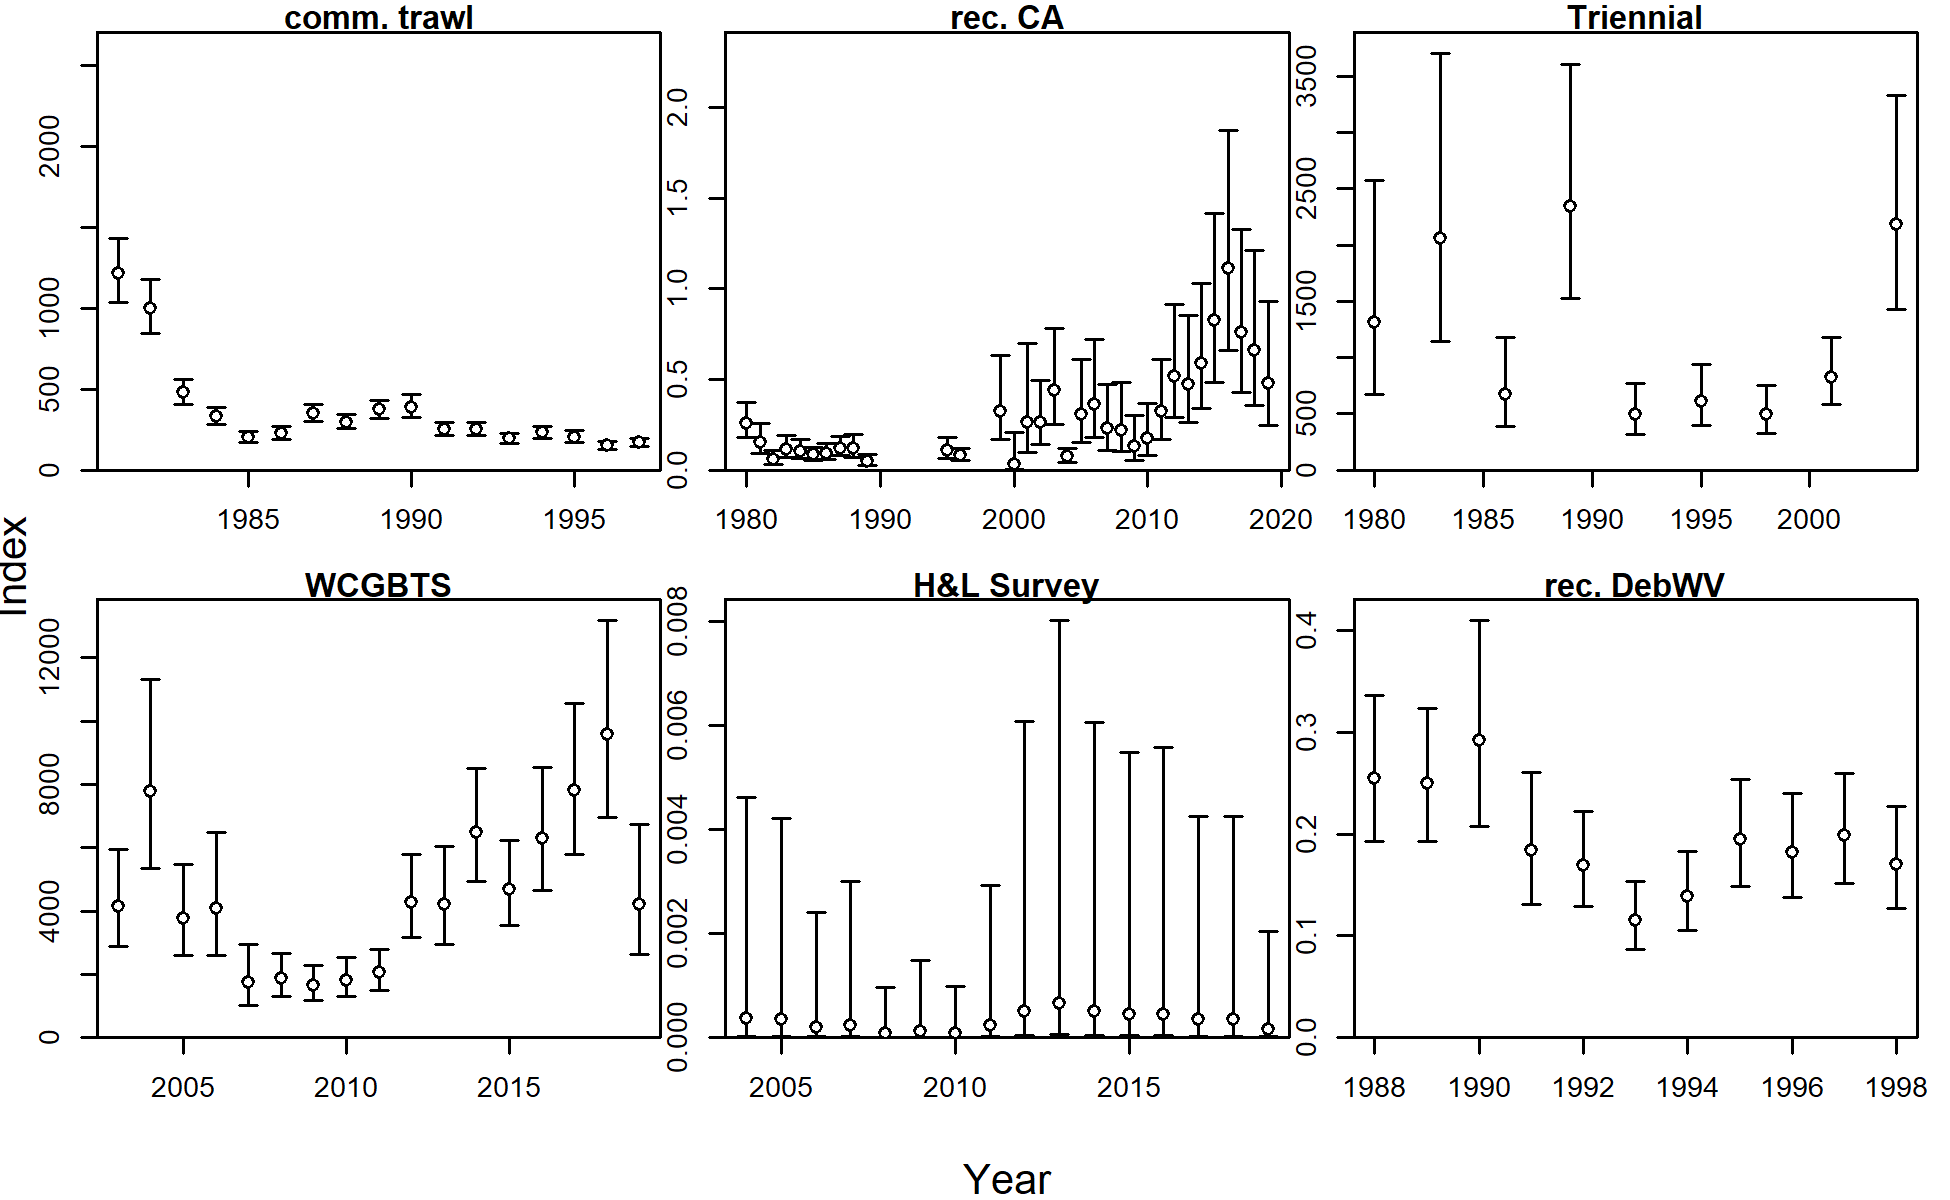 comm. trawl
0 500 1000 2000
1985 1990 1995
rec. CA
0.0 0.5 1.0 1.5 2.0
1980 1990 2000 2010 2020
Triennial
0 500 1500 2500 3500
1980 1985 1990 1995 2000
Index
WCGBTS
0 4000 8000 12000
2005 2010 2015
H&L Survey
0.000 0.002 0.004 0.006 0.008
2005 2010 2015
rec. DebWV
0.0 0.1 0.2 0.3 0.4
1988 1990 1992 1994 1996 1998
Year